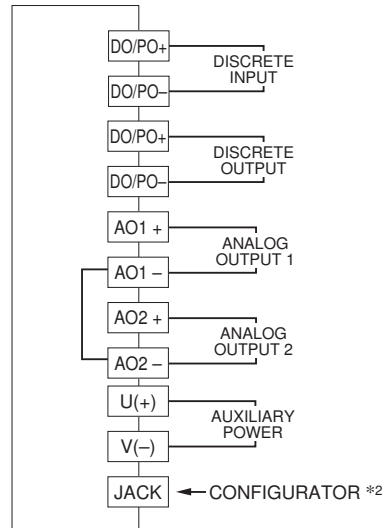 DO/PO+
DISCRETE
INPUT
DO/PO–
DO/PO+
DISCRETE
OUTPUT
DO/PO–
AO1 +
ANALOG
OUTPUT 1
AO1 –
AO2 +
ANALOG
OUTPUT 2
AO2 –
U(+)
AUXILIARY
POWER
V(–)
JACK
CONFIGURATOR *2